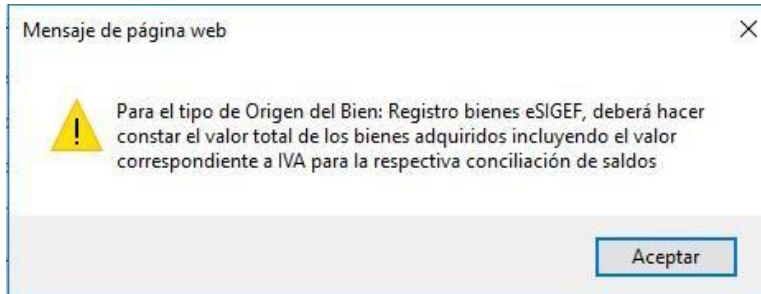 Mensaje de página web
Para el tipo de Origen del Bien: Registro bienes eSIGEF, deberá hacer
constar el valor total de los bienes adquiridos incluyendo el valor
correspondiente a IVA para la respectiva conciliación de saldos
Aceptar